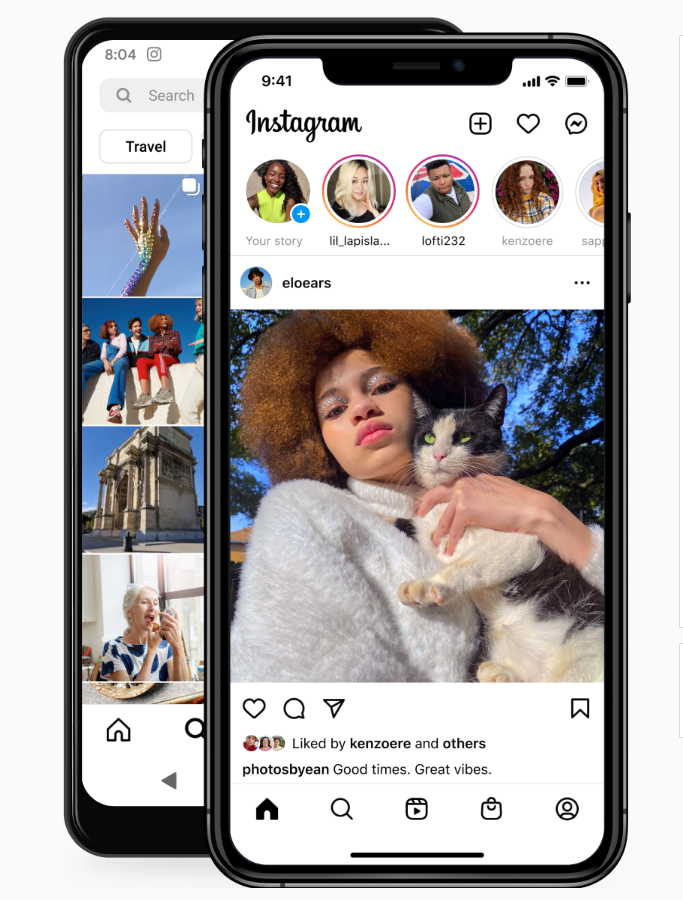 8:04
Search
Travel
9:41
Instagram
Your story
lil_lapisla...
lofti232
kenzoere
eloears
Liked by kenzoere and others
photosbyean Good times. Great vibes.